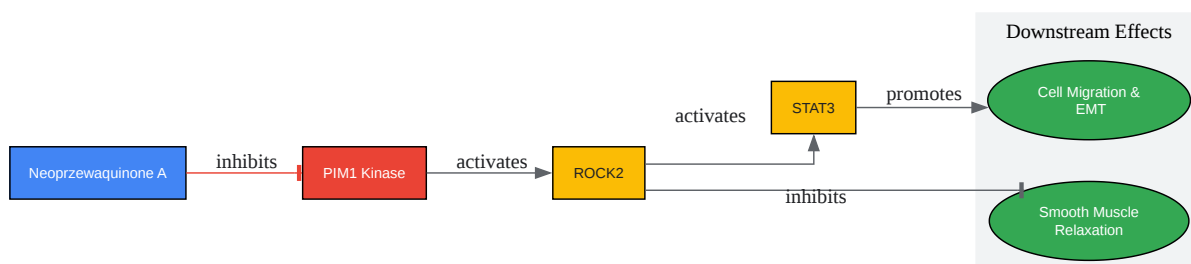 Downstream Effects
Neoprzewaquinone A
inhibits
PIM1 Kinase
activates
ROCK2
activates
STAT3
promotes
Cell Migration &
EMT
inhibits
Smooth Muscle
Relaxation